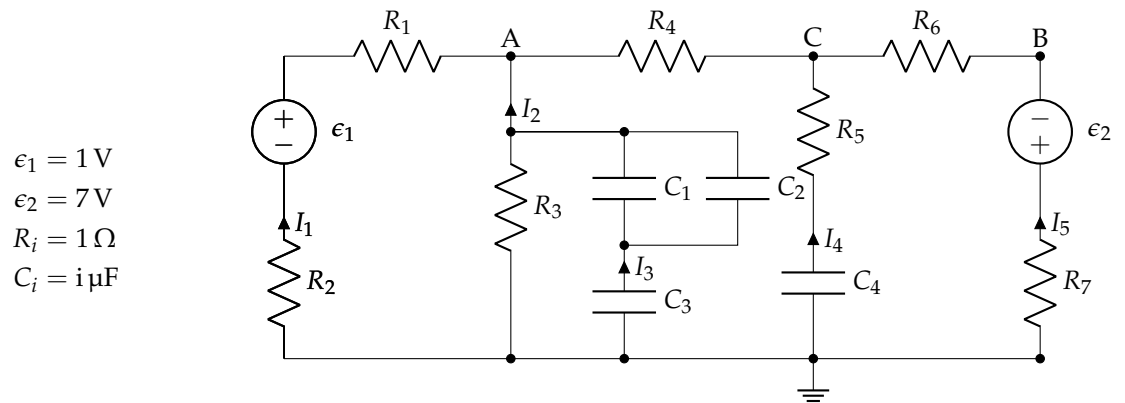 R₁
A
R₄
C
R₆
B
+
−
ϵ₁
I₂
R₅
−
+
ϵ₂
ϵ₁ = 1 V
ϵ₂ = 7 V
Rᵢ = 1 Ω
Cᵢ = i µF
R₃
C₁
C₂
I₁
I₃
I₄
I₅
R₂
C₃
C₄
R₇